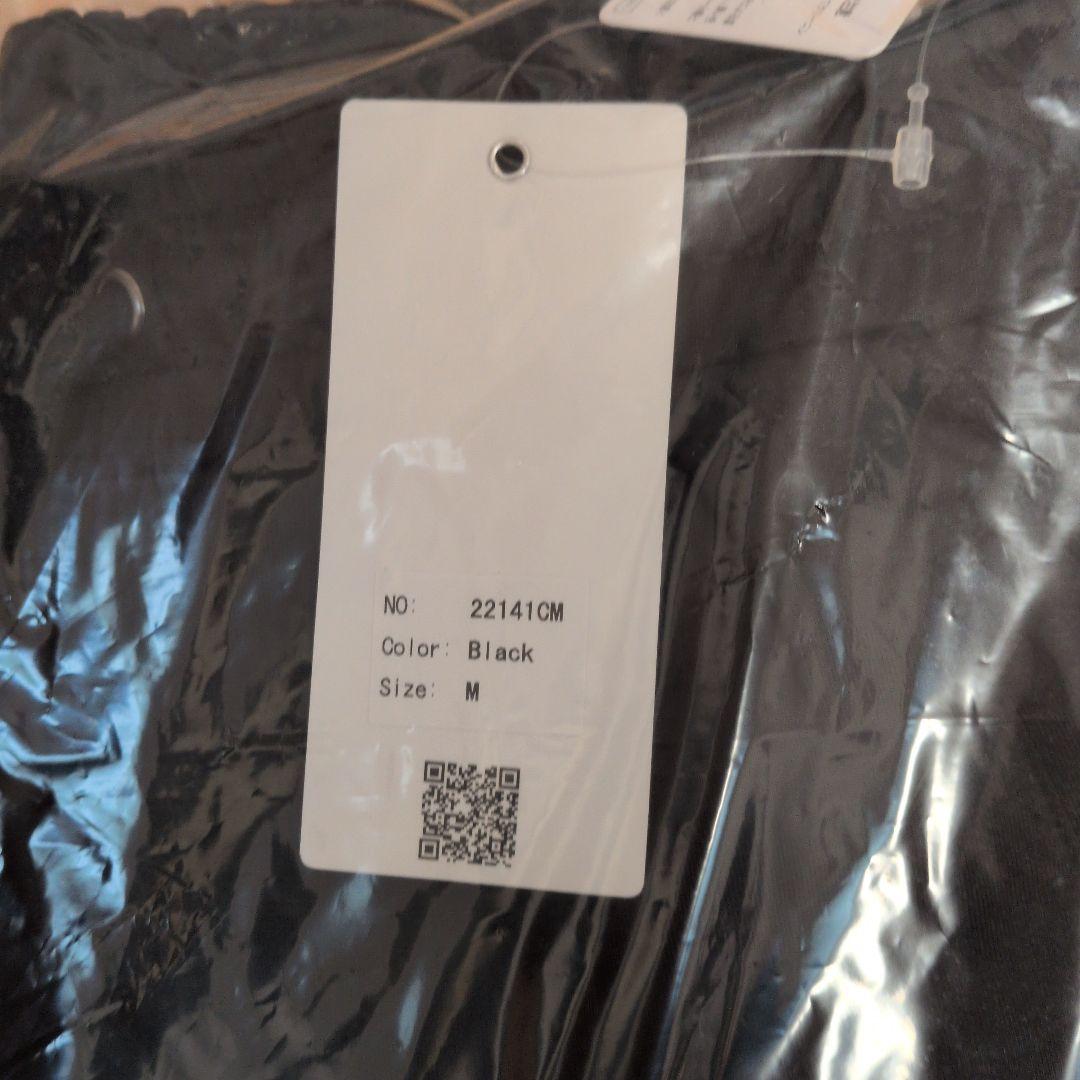 NO: 22141CM
Color: Black
Size: M